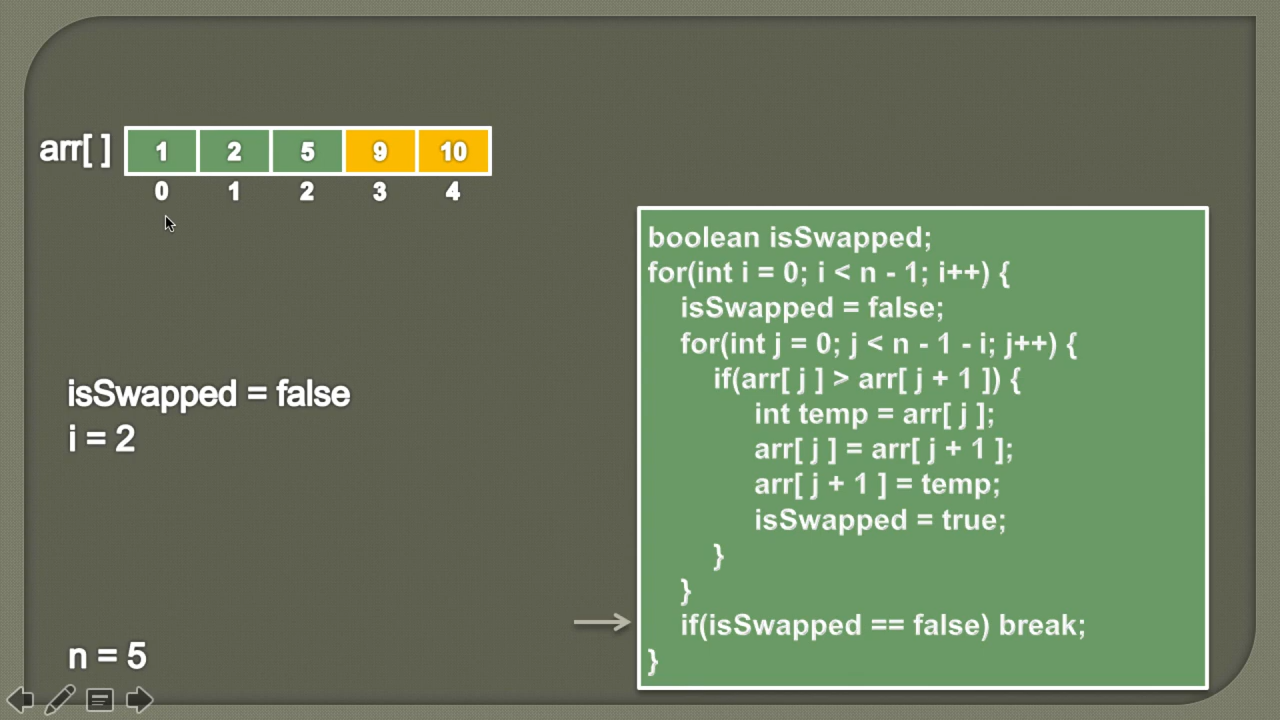 arr[ ] 1 2 5 9 10
0 1 2 3 4
isSwapped = false
i = 2
n = 5
boolean isSwapped;
for(int i = 0; i < n - 1; i++) {
isSwapped = false;
for(int j = 0; j < n - 1 - i; j++) {
if(arr[ j ] > arr[ j + 1 ]) {
int temp = arr[ j ];
arr[ j ] = arr[ j + 1 ];
arr[ j + 1 ] = temp;
isSwapped = true;
}
}
if(isSwapped == false) break;
}